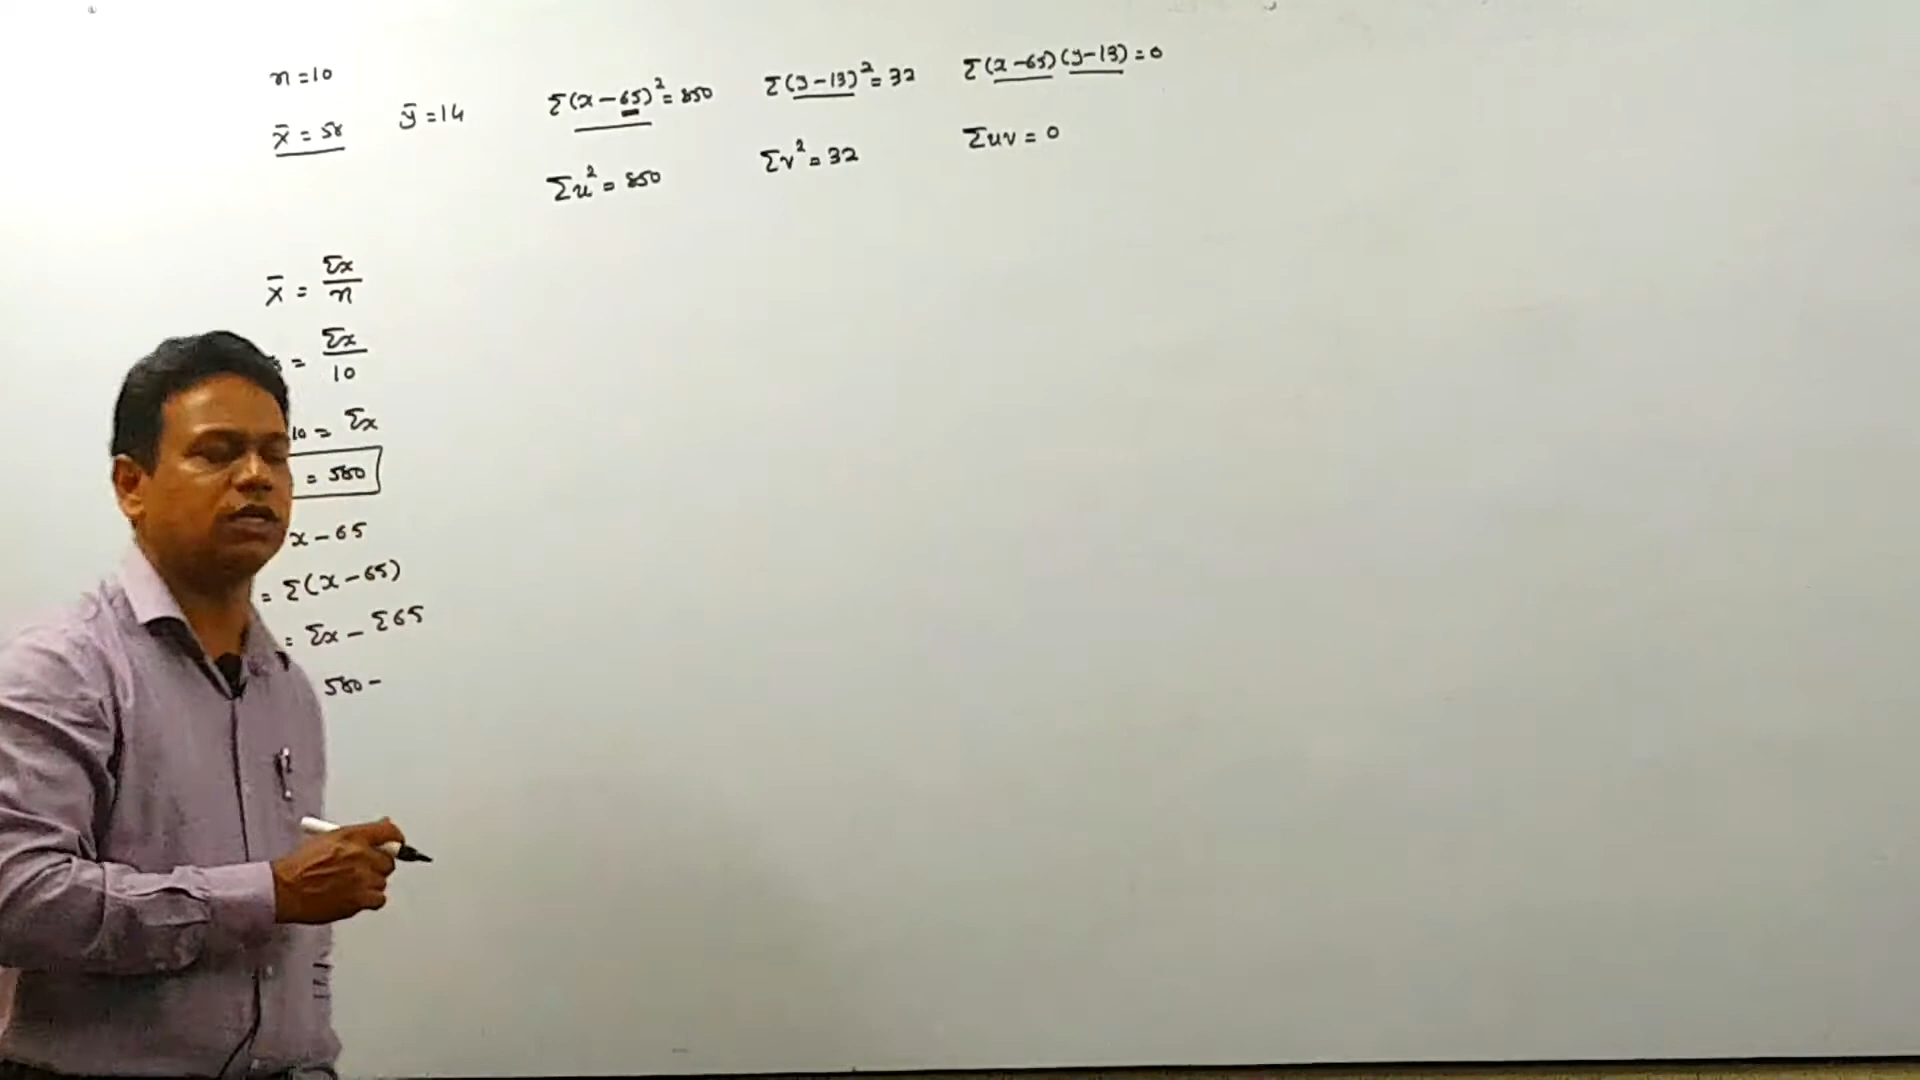 n = 10
x̄ = 58   ȳ = 14   Σ(x – 65)² = 850   Σ(y – 13)² = 32   Σ(x – 65)(y – 13) = 0
Σu² = 850   Σv² = 32   Σuv = 0
x̄ = Σx/n
= Σx/10
10 = Σx
= 580
x – 65
= Σ(x – 65)
= Σx – Σ65
580 –